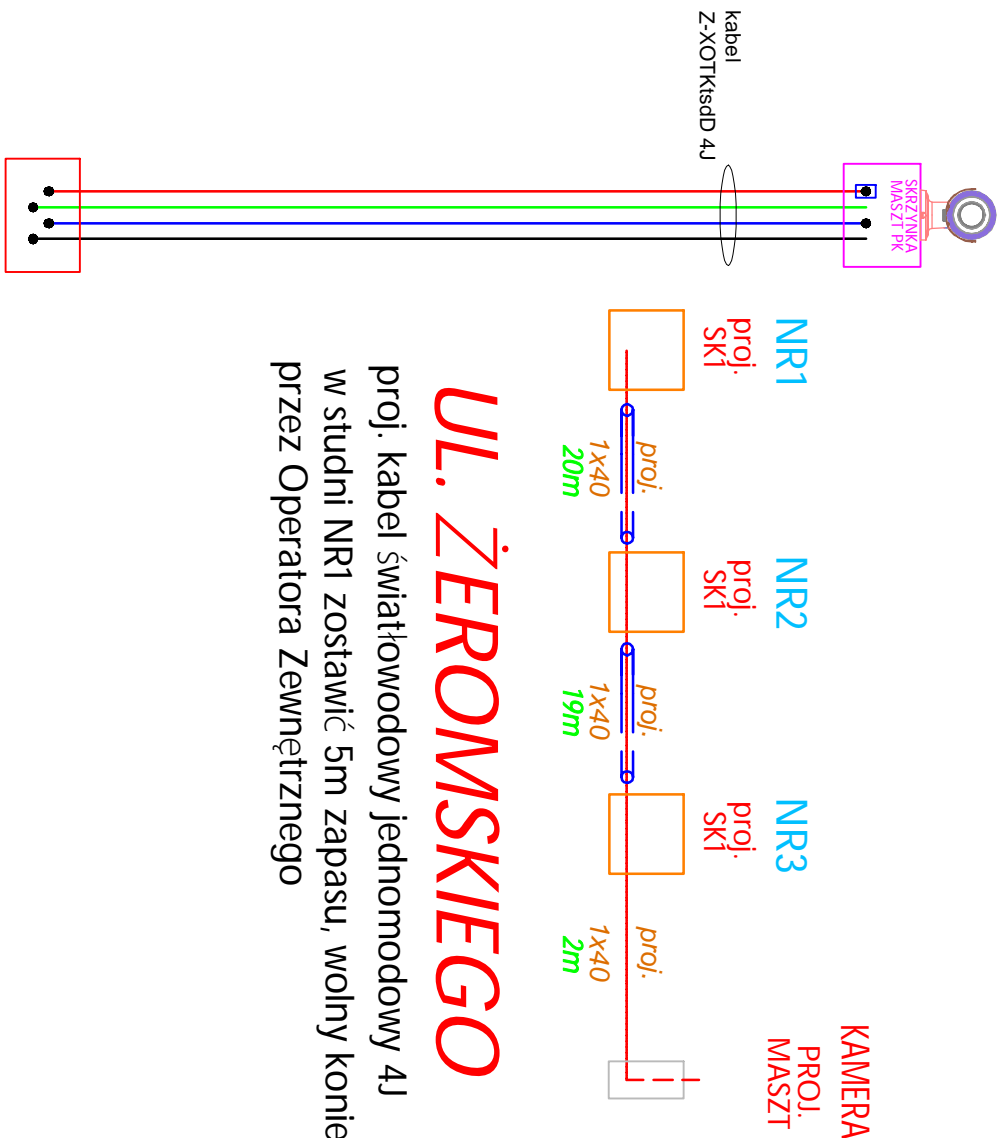 kabel
Z-XOTKtsdD 4J
SKRZYNKA
MASZT PK
NR1
proj.
SK1
proj.
1x40
20m
NR2
proj.
SK1
proj.
1x40
19m
NR3
proj.
SK1
proj.
1x40
2m
KAMERA
PROJ.
MASZT
UL. ŻEROMSKIEGO
proj. kabel światłowodowy jednomodowy 4J
w studni NR1 zostawić 5m zapasu, wolny konie
przez Operatora Zewnętrznego